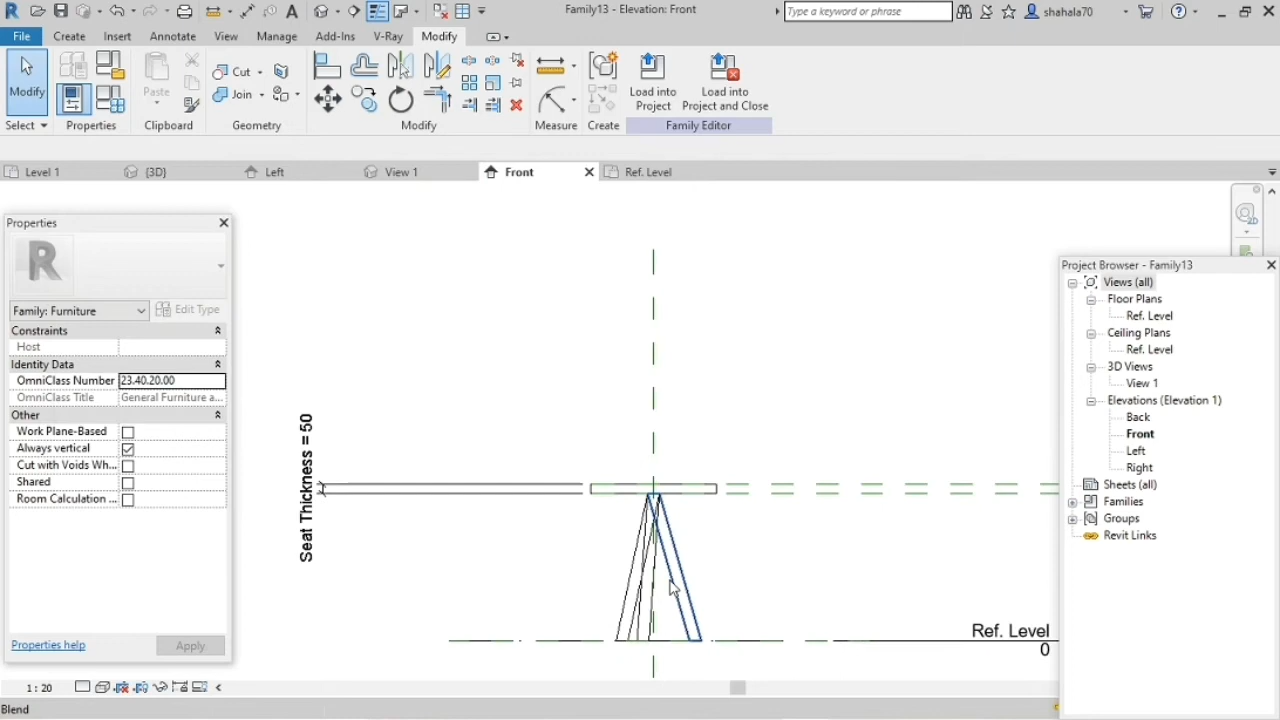 Family13 - Elevation: Front
Type a keyword or phrase
shahala70
File
Create
Insert
Annotate
View
Manage
Add-Ins
V-Ray
Modify
Modify
Paste
Cut
Join
Load into
Project
Load into
Project and Close
Select
Properties
Clipboard
Geometry
Modify
Measure
Create
Family Editor
Level 1
{3D}
Left
View 1
Front
Ref. Level
2D
Properties
R
Family: Furniture
Edit Type
Constraints
Host
Identity Data
OmniClass Number
23.40.20.00
OmniClass Title
General Furniture a...
Other
Work Plane-Based
Always vertical
Cut with Voids Wh...
Shared
Room Calculation ...
Properties help
Apply
Seat Thickness = 50
Ref. Level
0
Project Browser - Family13
Views (all)
Floor Plans
Ref. Level
Ceiling Plans
Ref. Level
3D Views
View 1
Elevations (Elevation 1)
Back
Front
Left
Right
Sheets (all)
Families
Groups
Revit Links
1 : 20
Blend